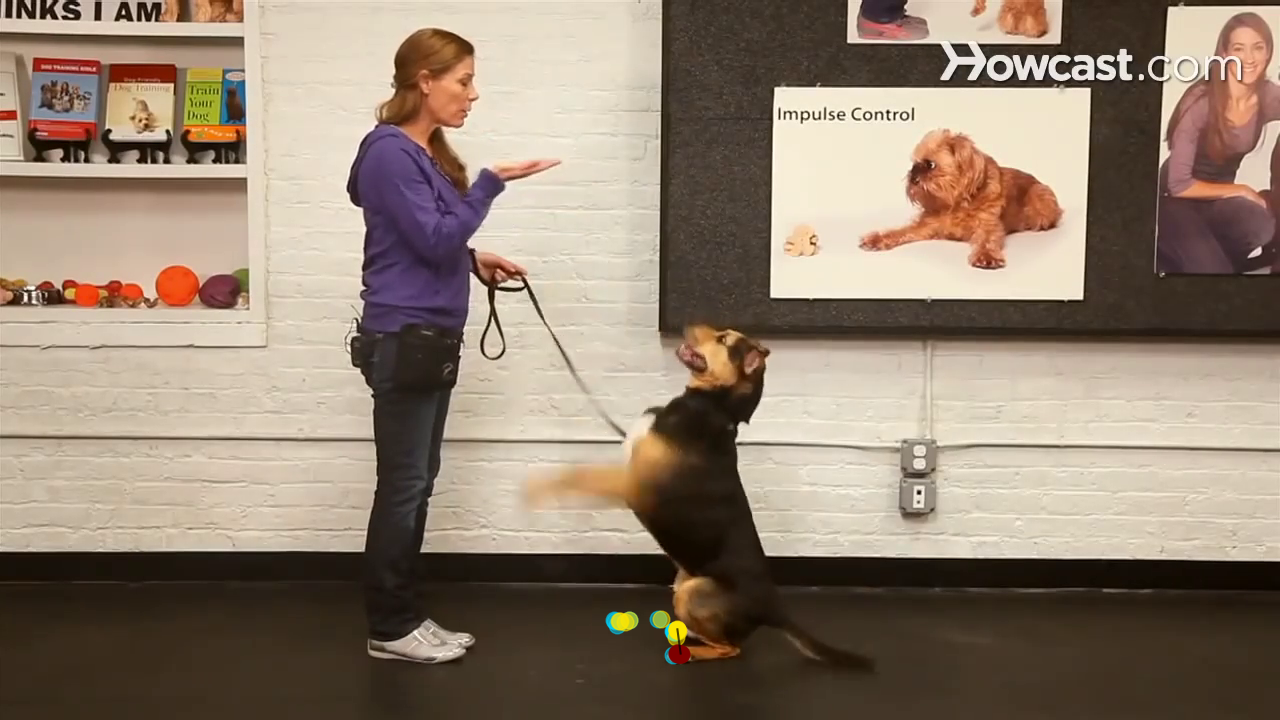 INKS I AM
Howcast.com
Impulse Control
DOG TRAINING BIBLE
Dog-Friendly
Dog Training
Train
Your
Dog